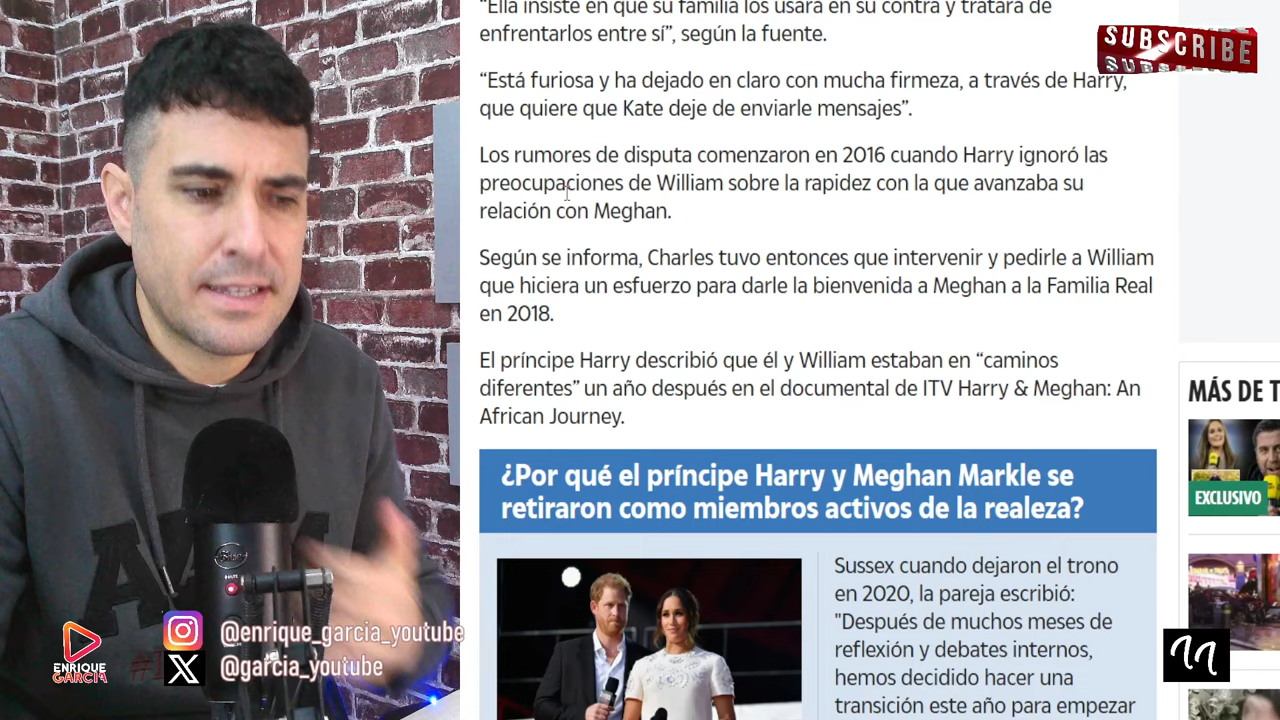 “Ella insiste en que su familia los usará en su contra y tratará de
enfrentarlos entre sí”, según la fuente.
“Está furiosa y ha dejado en claro con mucha firmeza, a través de Harry,
que quiere que Kate deje de enviarle mensajes”.
Los rumores de disputa comenzaron en 2016 cuando Harry ignoró las
preocupaciones de William sobre la rapidez con la que avanzaba su
relación con Meghan.
Según se informa, Charles tuvo entonces que intervenir y pedirle a William
que hiciera un esfuerzo para darle la bienvenida a Meghan a la Familia Real
en 2018.
El príncipe Harry describió que él y William estaban en “caminos
diferentes” un año después en el documental de ITV Harry & Meghan: An
African Journey.
¿Por qué el príncipe Harry y Meghan Markle se
retiraron como miembros activos de la realeza?
Sussex cuando dejaron el trono
en 2020, la pareja escribió:
"Después de muchos meses de
reflexión y debates internos,
hemos decidido hacer una
transición este año para empezar
MÁS DE T
EXCLUSIVO
SUBSCRIBE
@enrique_garcia_youtube
@garcia_youtube
ENRIQUE
GARCIA